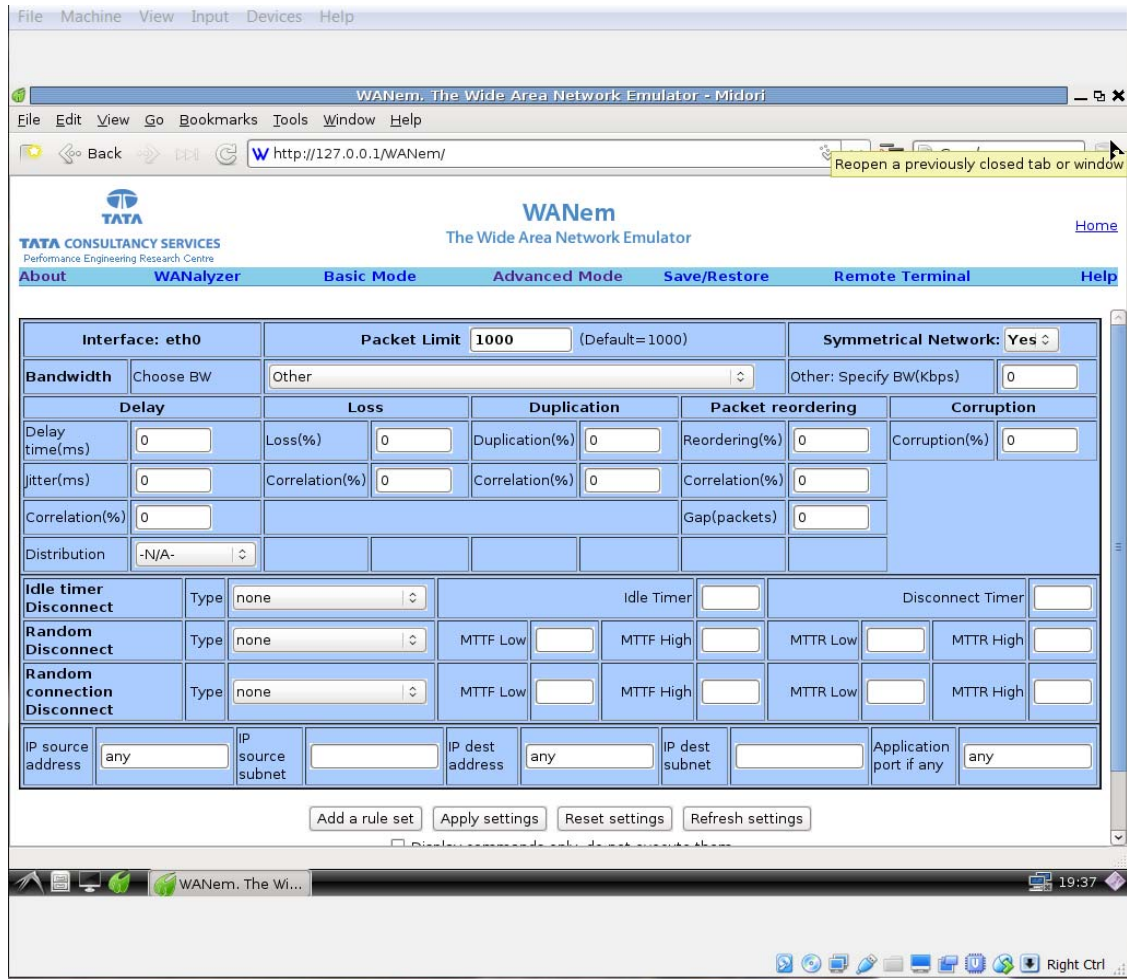 File Machine View Input Devices Help
WANem. The Wide Area Network Emulator - Midori
File Edit View Go Bookmarks Tools Window Help
Back W http://127.0.0.1/WANem/
Reopen a previously closed tab or window
TATA
TATA CONSULTANCY SERVICES
Performance Engineering Research Centre
WANem
The Wide Area Network Emulator
Home
About WANalyzer Basic Mode Advanced Mode Save/Restore Remote Terminal Help
Interface: eth0 Packet Limit 1000 (Default=1000) Symmetrical Network: Yes
Bandwidth Choose BW Other Other: Specify BW(Kbps) 0
Delay Loss Duplication Packet reordering Corruption
Delay time(ms) 0 Loss(%) 0 Duplication(%) 0 Reordering(%) 0 Corruption(%) 0
Jitter(ms) 0 Correlation(%) 0 Correlation(%) 0 Correlation(%) 0
Correlation(%) 0 Gap(packets) 0
Distribution -N/A-
Idle timer Disconnect Type none Idle Timer Disconnect Timer
Random Disconnect Type none MTTF Low MTTF High MTTR Low MTTR High
Random connection Disconnect Type none MTTF Low MTTF High MTTR Low MTTR High
IP source address any IP source subnet IP dest address any IP dest subnet Application port if any any
Add a rule set Apply settings Reset settings Refresh settings
Display commands only, do not execute them
WANem. The Wi... 19:37
Right Ctrl